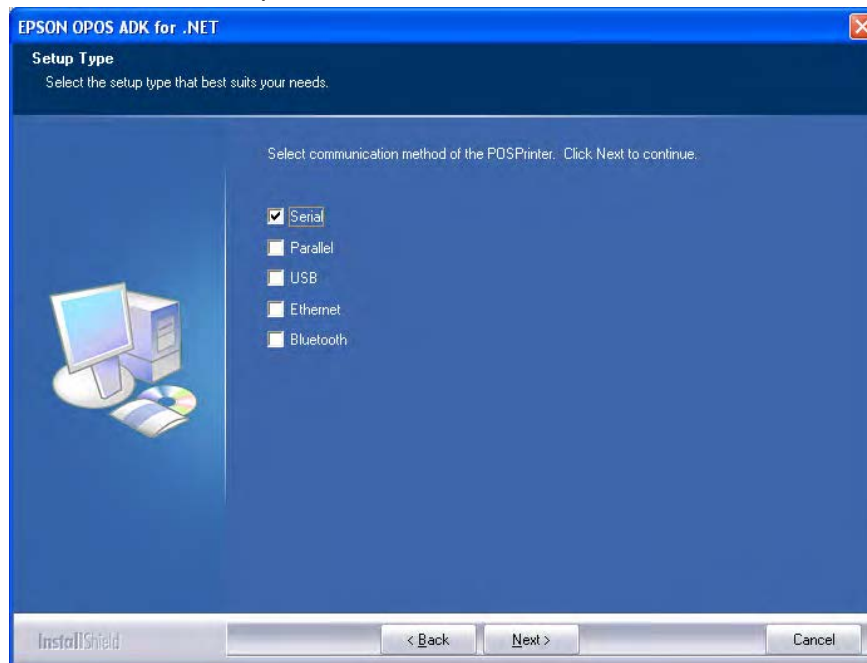 EPSON OPOS ADK for .NET
Setup Type
Select the setup type that best suits your needs.
Select communication method of the POSPrinter. Click Next to continue.
Serial
Parallel
USB
Ethernet
Bluetooth
InstallShield
< Back
Next >
Cancel